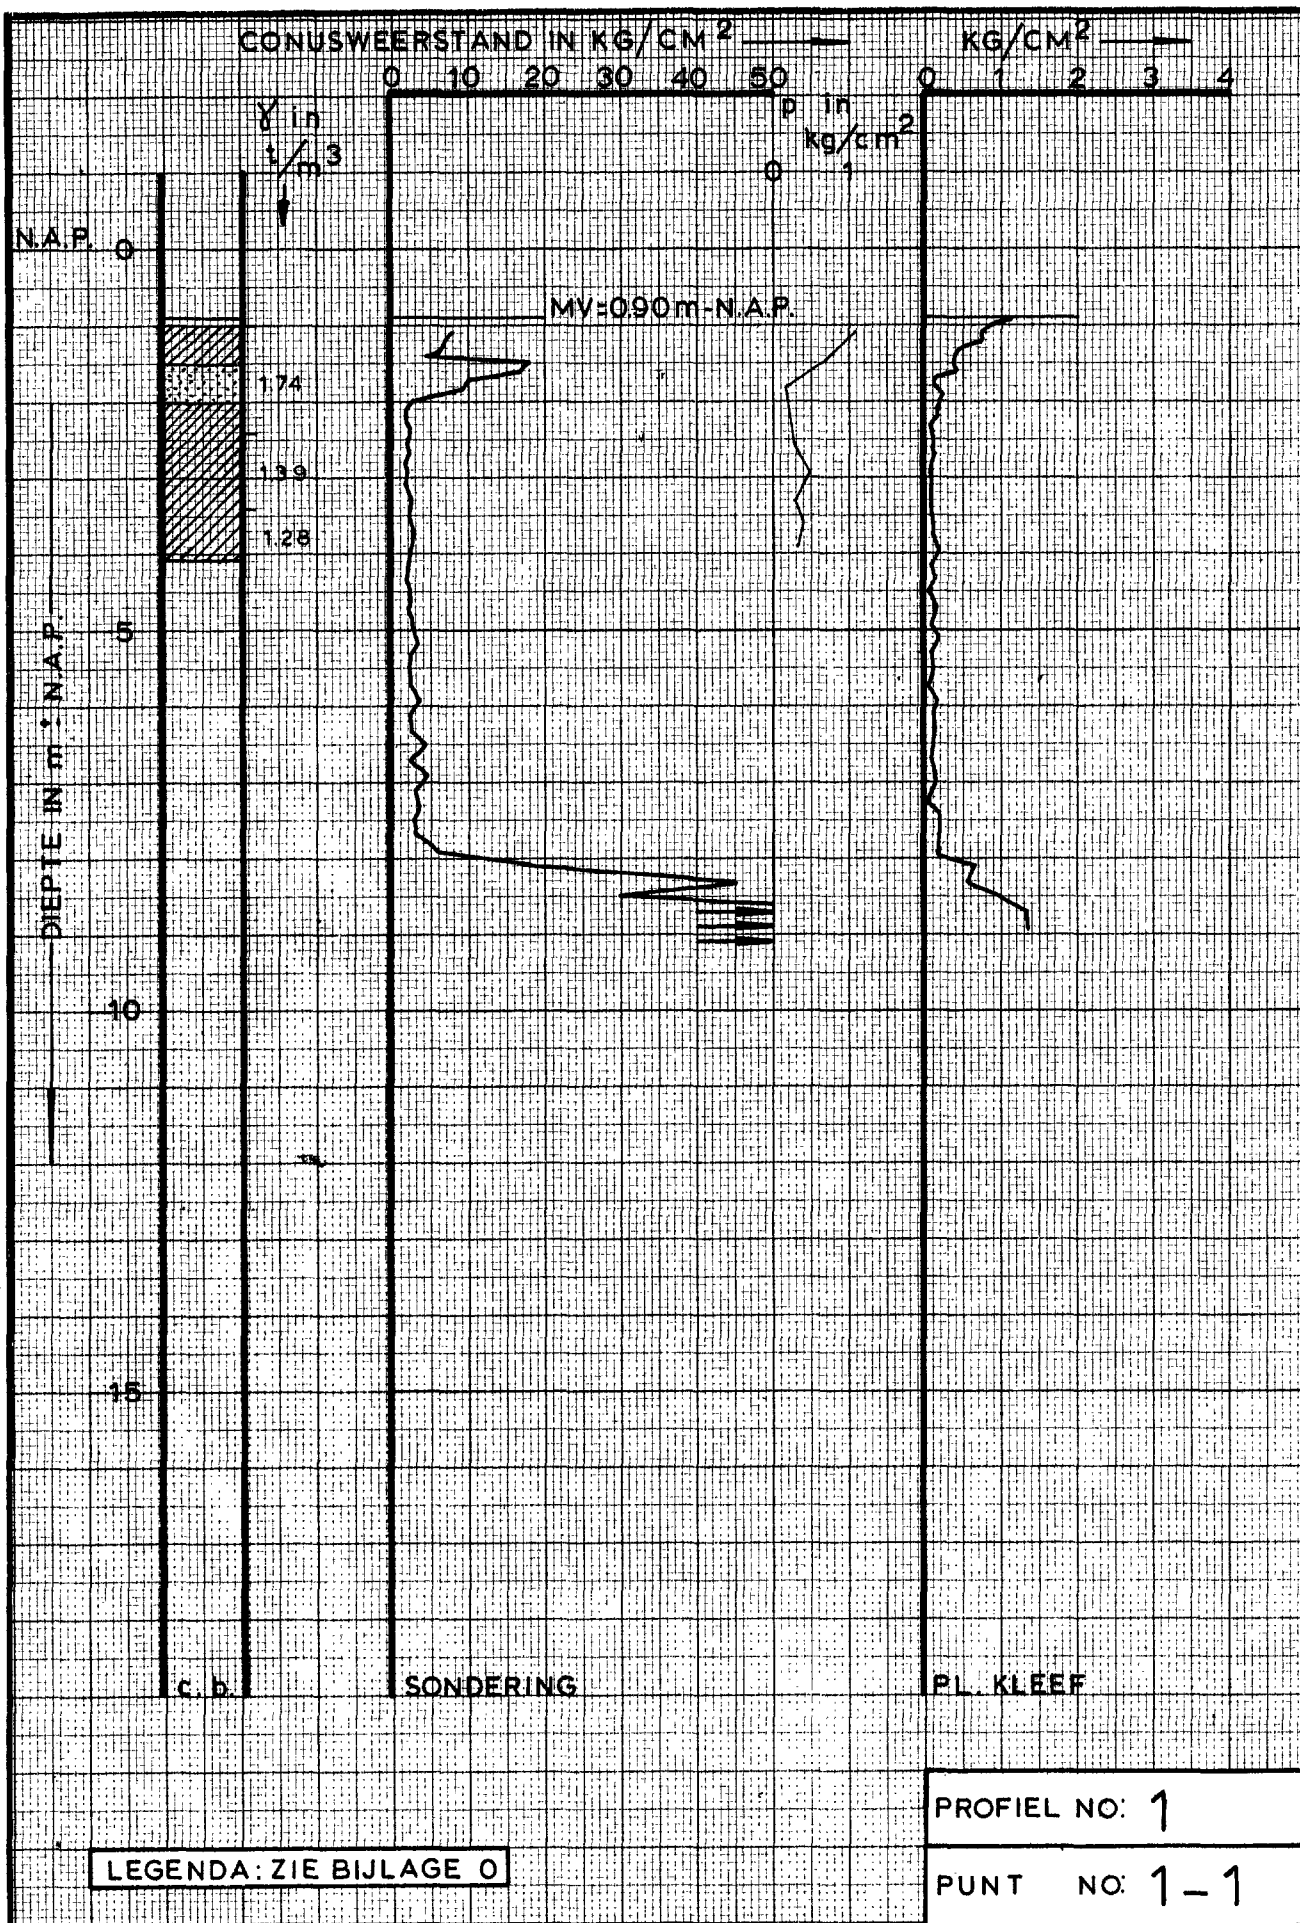 CONUSWEERSTAND IN KG/CM2
KG/CM2
0 10 20 30 40 50
0 1 2 3 4
γ in
t/m3
p in
kg/cm2
0 1
N.A.P. 0
MV=0.90m-N.A.P.
1.74
1.39
1.28
5
DIEPTE IN m ÷ N.A.P.
10
15
c. b.
SONDERING
PL. KLEEF
PROFIEL NO: 1
LEGENDA: ZIE BIJLAGE 0
PUNT NO: 1-1